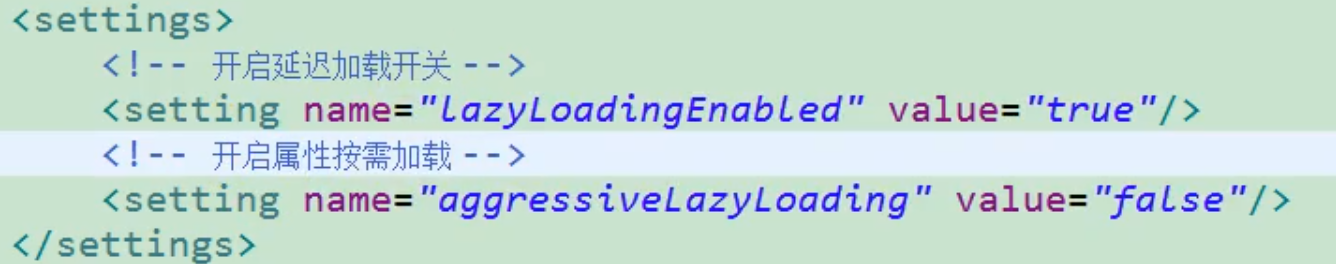 <settings>
<!-- 开启延迟加载开关 -->
<setting name="lazyLoadingEnabled" value="true"/>
<!-- 开启属性按需加载 -->
<setting name="aggressiveLazyLoading" value="false"/>
</settings>